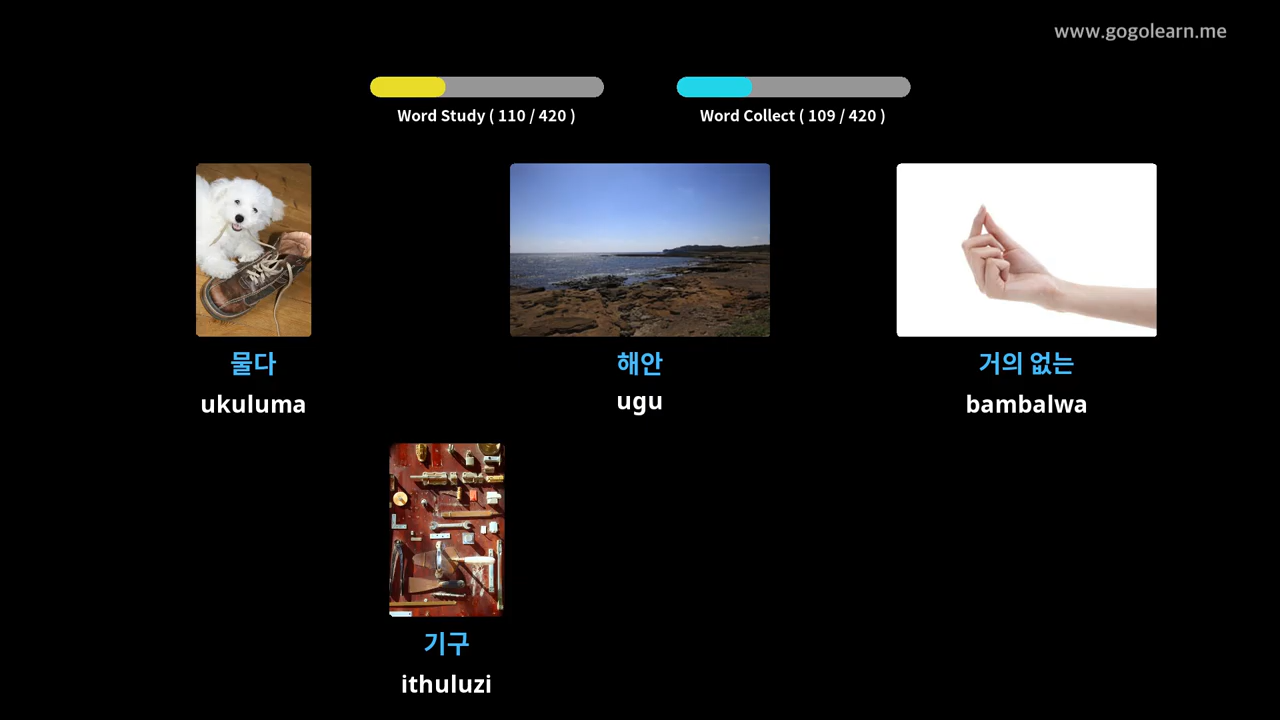 www.gogolearn.me
Word Study ( 110 / 420 )
Word Collect ( 109 / 420 )
물다
ukuluma
해안
ugu
거의 없는
bambalwa
기구
ithuluzi